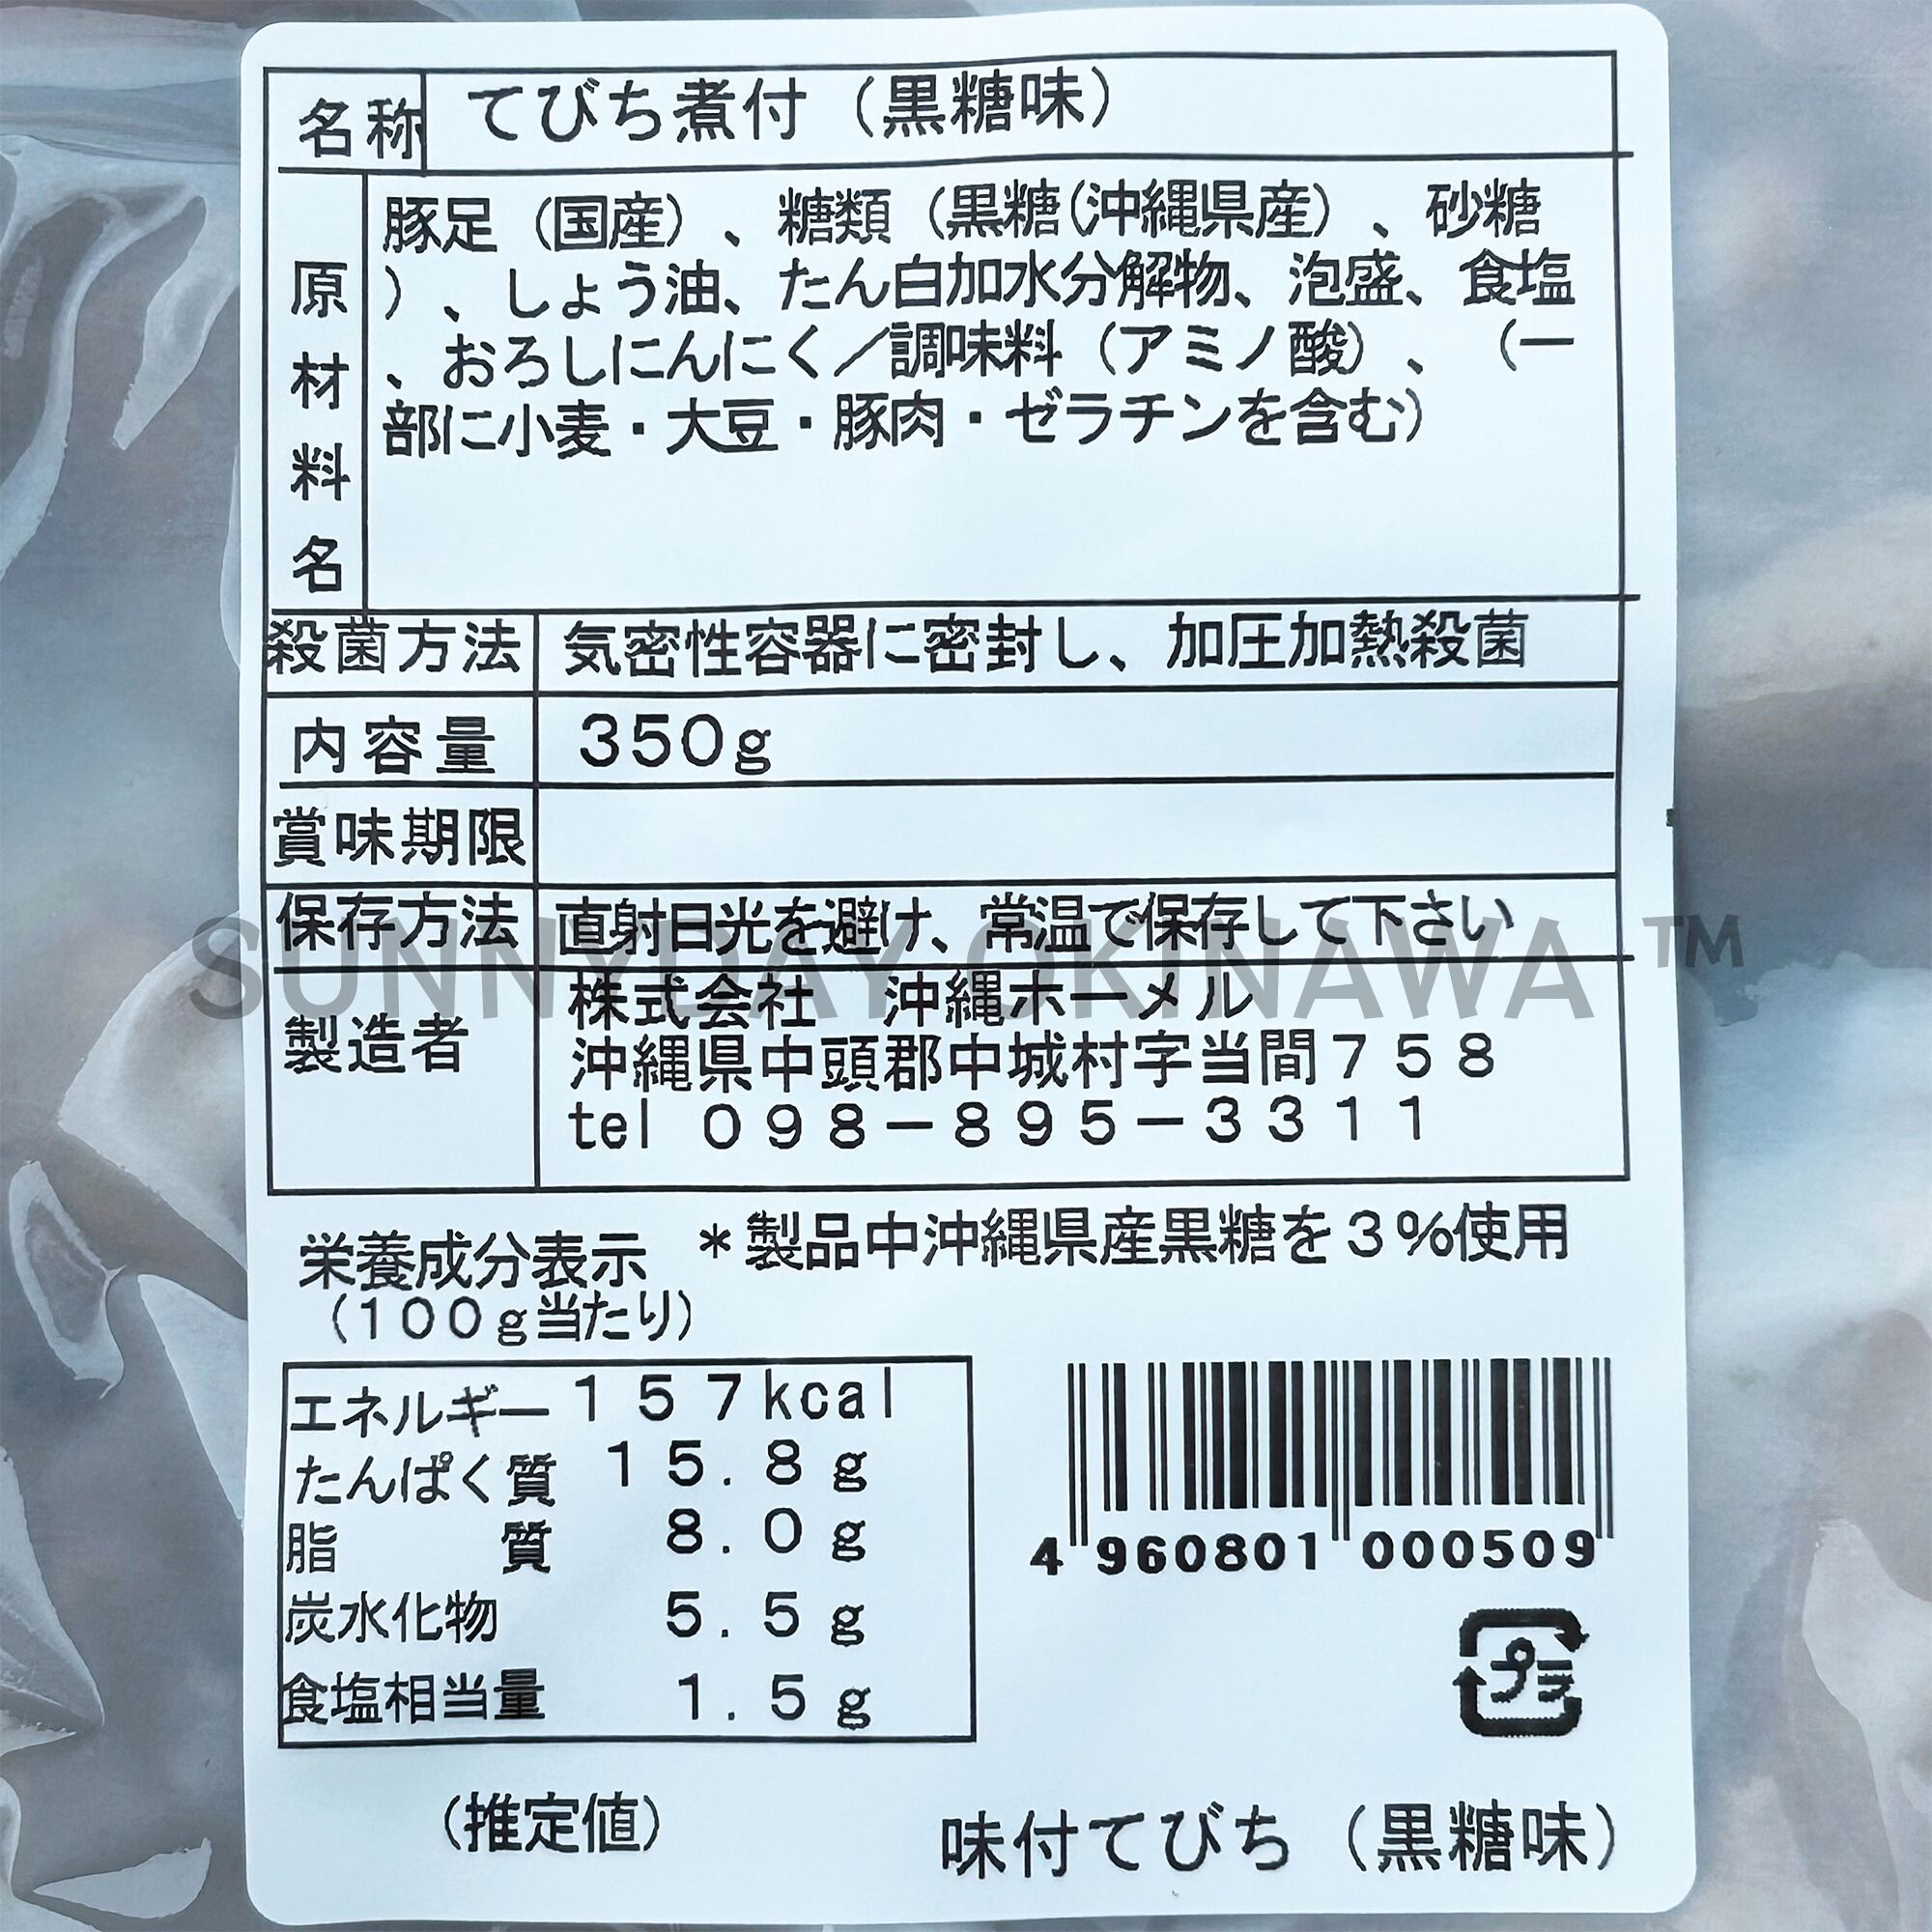 名称 てびち煮付（黒糖味）
原材料名
豚足（国産）、糖類（黒糖（沖縄県産）、砂糖
）、しょう油、たん白加水分解物、泡盛、食塩
、おろしにんにく／調味料（アミノ酸）、（一
部に小麦・大豆・豚肉・ゼラチンを含む）
殺菌方法 気密性容器に密封し、加圧加熱殺菌
内容量 350g
賞味期限
保存方法 直射日光を避け、常温で保存して下さい
SUNNYDAY OKINAWA ™
製造者 株式会社 沖縄ホーメル
沖縄県中頭郡中城村字当間７５８
tel ０９８－８９５－３３１１
栄養成分表示 ＊製品中沖縄県産黒糖を３％使用
（１００ｇ当たり）
エネルギー １５７kcal
たんぱく質 １５．８ｇ
脂 質 ８．０ｇ
炭水化物 ５．５ｇ
食塩相当量 １．５ｇ
4 960801 000509
プラ
（推定値）
味付てびち（黒糖味）